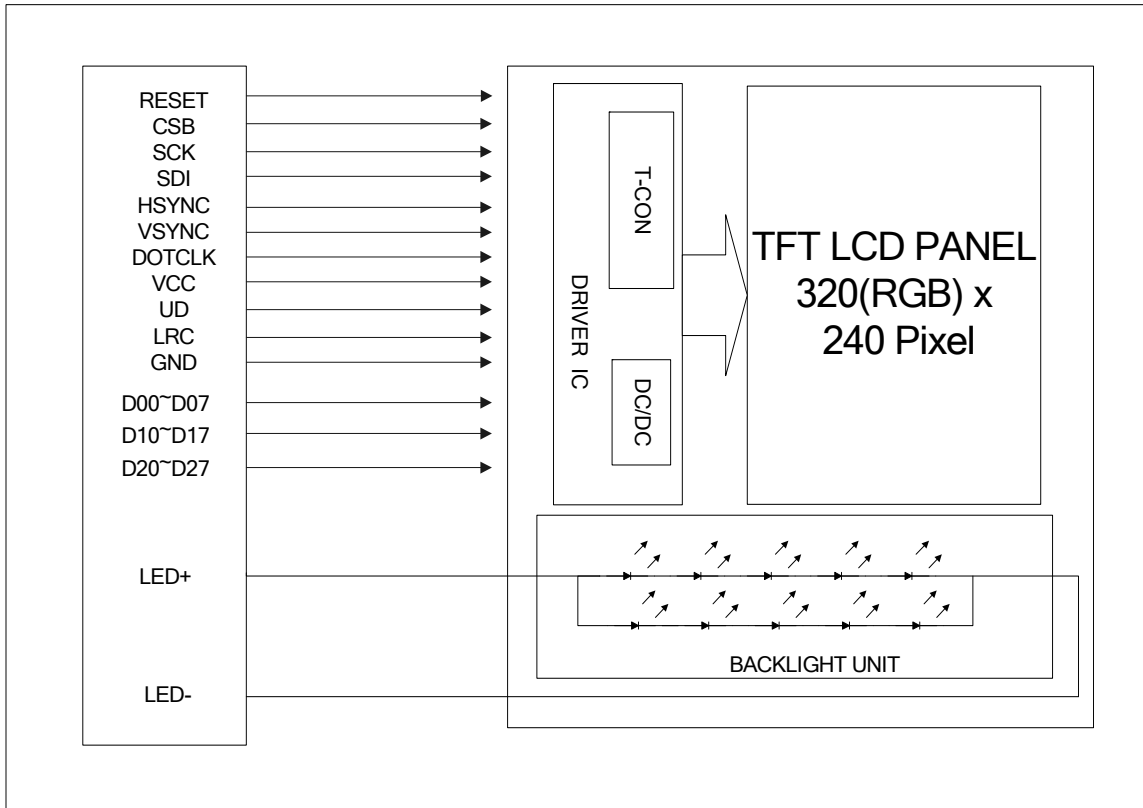 RESET
CSB
SCK
SDI
HSYNC
VSYNC
DOTCLK
VCC
UD
LRC
GND
D00~D07
D10~D17
D20~D27
LED+
LED-
DRIVER IC
T-CON
DC/DC
TFT LCD PANEL
320(RGB) x
240 Pixel
BACKLIGHT UNIT